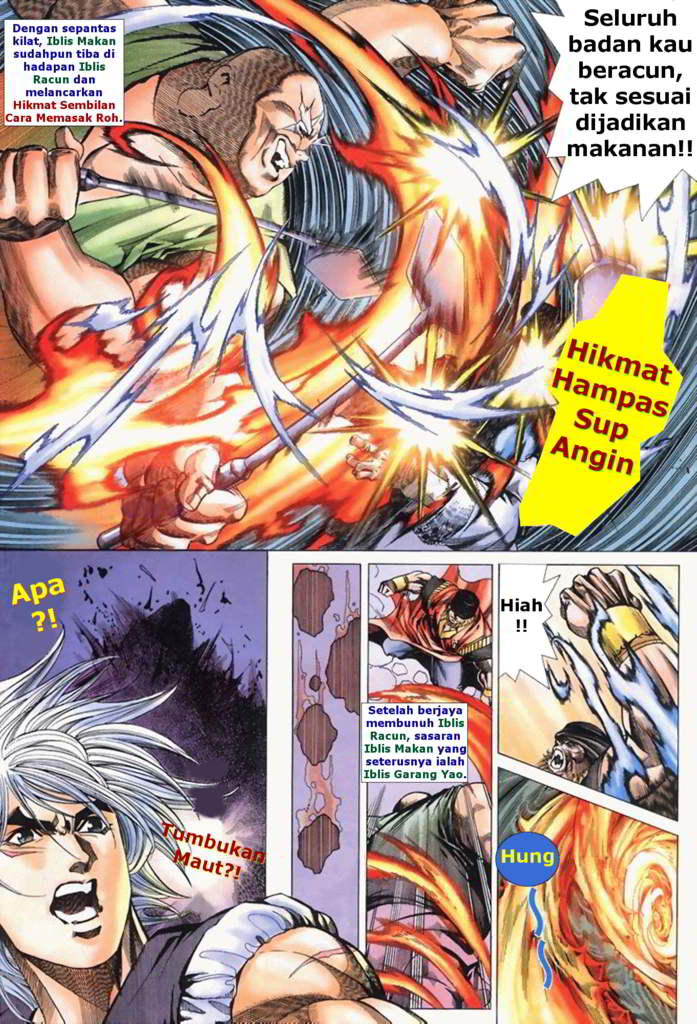 Dengan sepantas
kilat, Iblis Makan
sudahpun tiba di
hadapan Iblis
Racun dan
melancarkan
Hikmat Sembilan
Cara Memasak Roh.
Seluruh
badan kau
beracun,
tak sesuai
dijadikan
makanan!!
Hikmat
Hampas
Sup
Angin
Apa
?!
Tumbukan
Maut?!
Setelah berjaya
membunuh Iblis
Racun, sasaran
Iblis Makan yang
seterusnya ialah
Iblis Garang Yao.
Hiah
!!
Hung